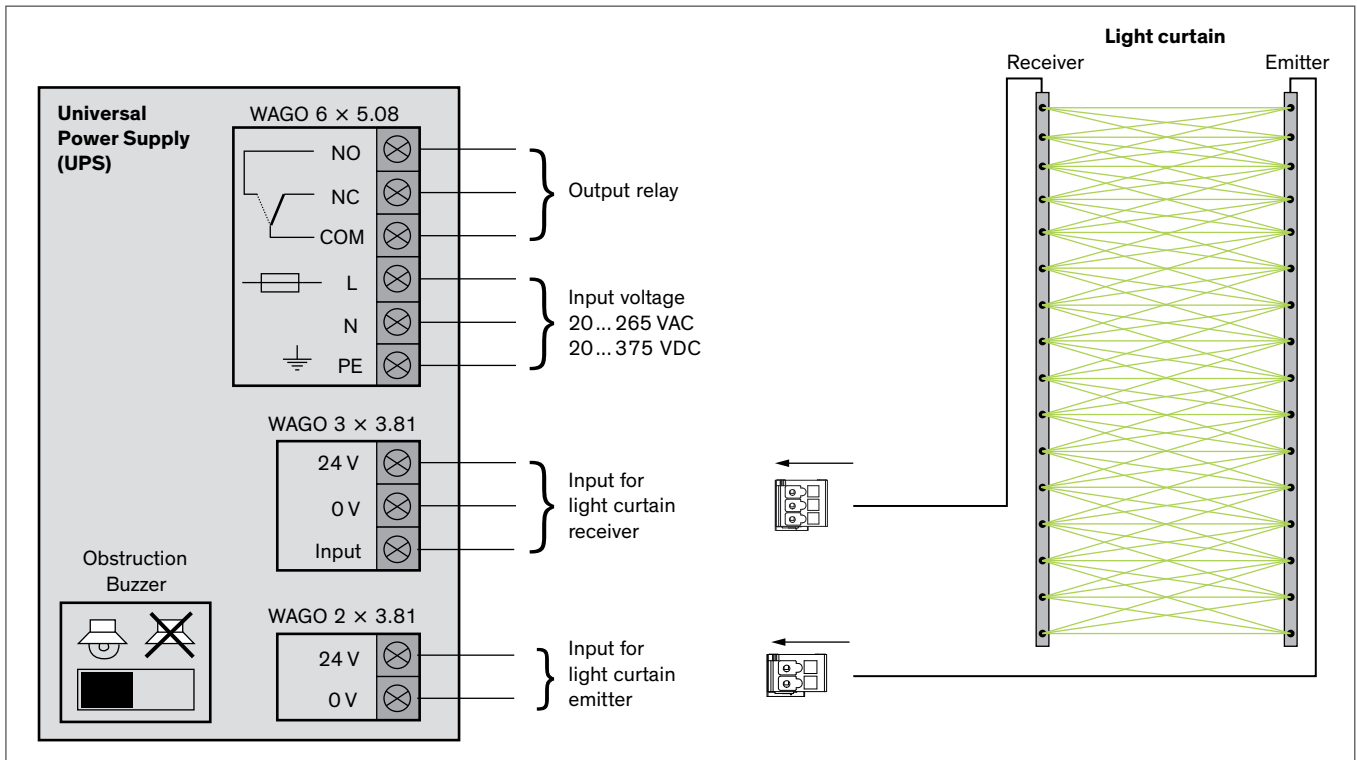 Light curtain
Receiver
Emitter
Universal
Power Supply
(UPS)
WAGO 6 × 5.08
NO
NC
COM
L
N
PE
Output relay
Input voltage
20 ... 265 VAC
20 ... 375 VDC
WAGO 3 × 3.81
24 V
0 V
Input
Input for
light curtain
receiver
Obstruction
Buzzer
WAGO 2 × 3.81
24 V
0 V
Input for
light curtain
emitter